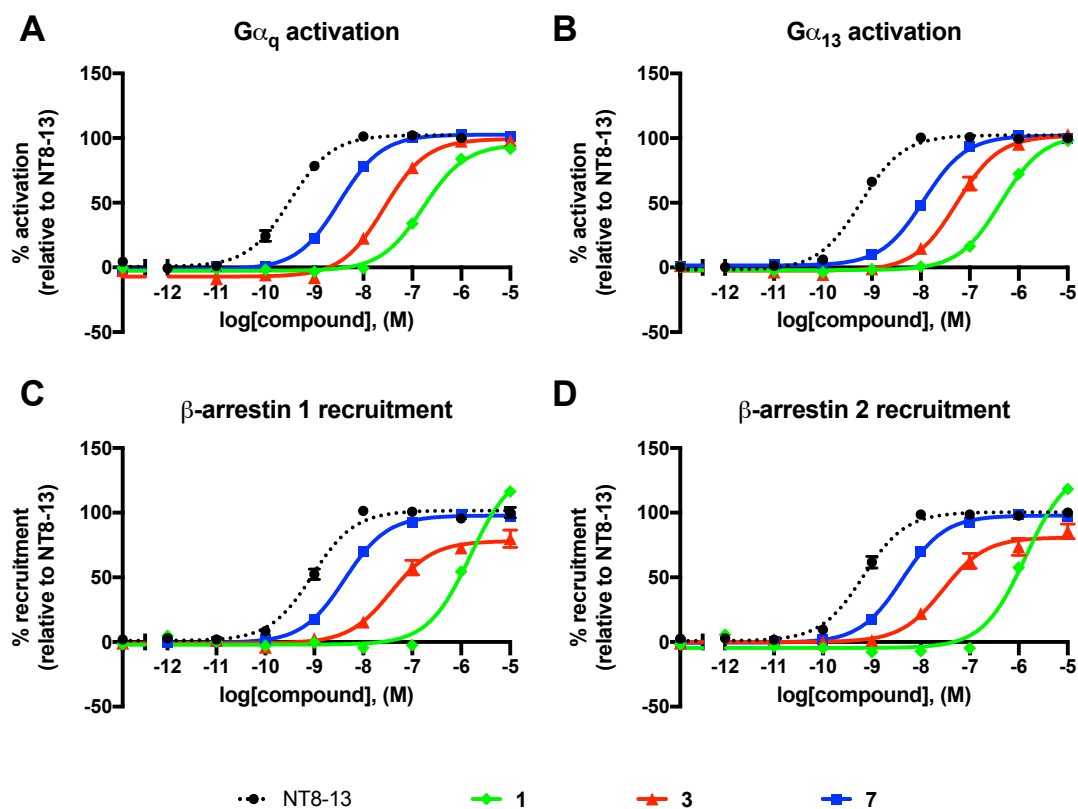 A
Gαq activation
% activation
(relative to NT8-13)
150
100
50
0
-50
-12 -11 -10 -9 -8 -7 -6 -5
log[compound], (M)
B
Gα13 activation
% activation
(relative to NT8-13)
150
100
50
0
-50
-12 -11 -10 -9 -8 -7 -6 -5
log[compound], (M)
C
β-arrestin 1 recruitment
% recruitment
(relative to NT8-13)
150
100
50
0
-50
-12 -11 -10 -9 -8 -7 -6 -5
log[compound], (M)
D
β-arrestin 2 recruitment
% recruitment
(relative to NT8-13)
150
100
50
0
-50
-12 -11 -10 -9 -8 -7 -6 -5
log[compound], (M)
NT8-13 1 3 7